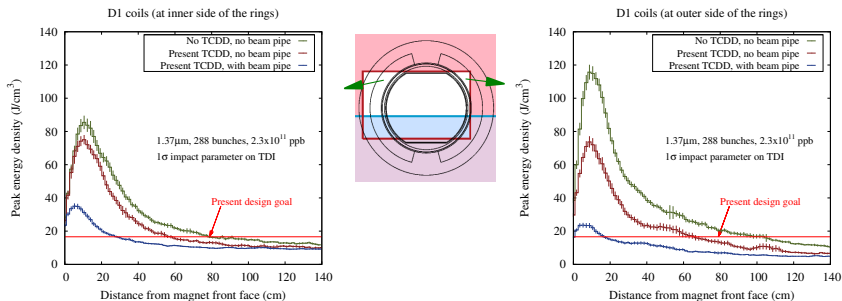 D1 coils (at inner side of the rings)
140
120
100
80
60
40
20
0
0 20 40 60 80 100 120 140
Peak energy density (J/cm³)
Distance from magnet front face (cm)
No TCDD, no beam pipe
Present TCDD, no beam pipe
Present TCDD, with beam pipe
1.37μm, 288 bunches, 2.3x10¹¹ ppb
1σ impact parameter on TDI
Present design goal
D1 coils (at outer side of the rings)
140
120
100
80
60
40
20
0
0 20 40 60 80 100 120 140
Peak energy density (J/cm³)
Distance from magnet front face (cm)
No TCDD, no beam pipe
Present TCDD, no beam pipe
Present TCDD, with beam pipe
1.37μm, 288 bunches, 2.3x10¹¹ ppb
1σ impact parameter on TDI
Present design goal